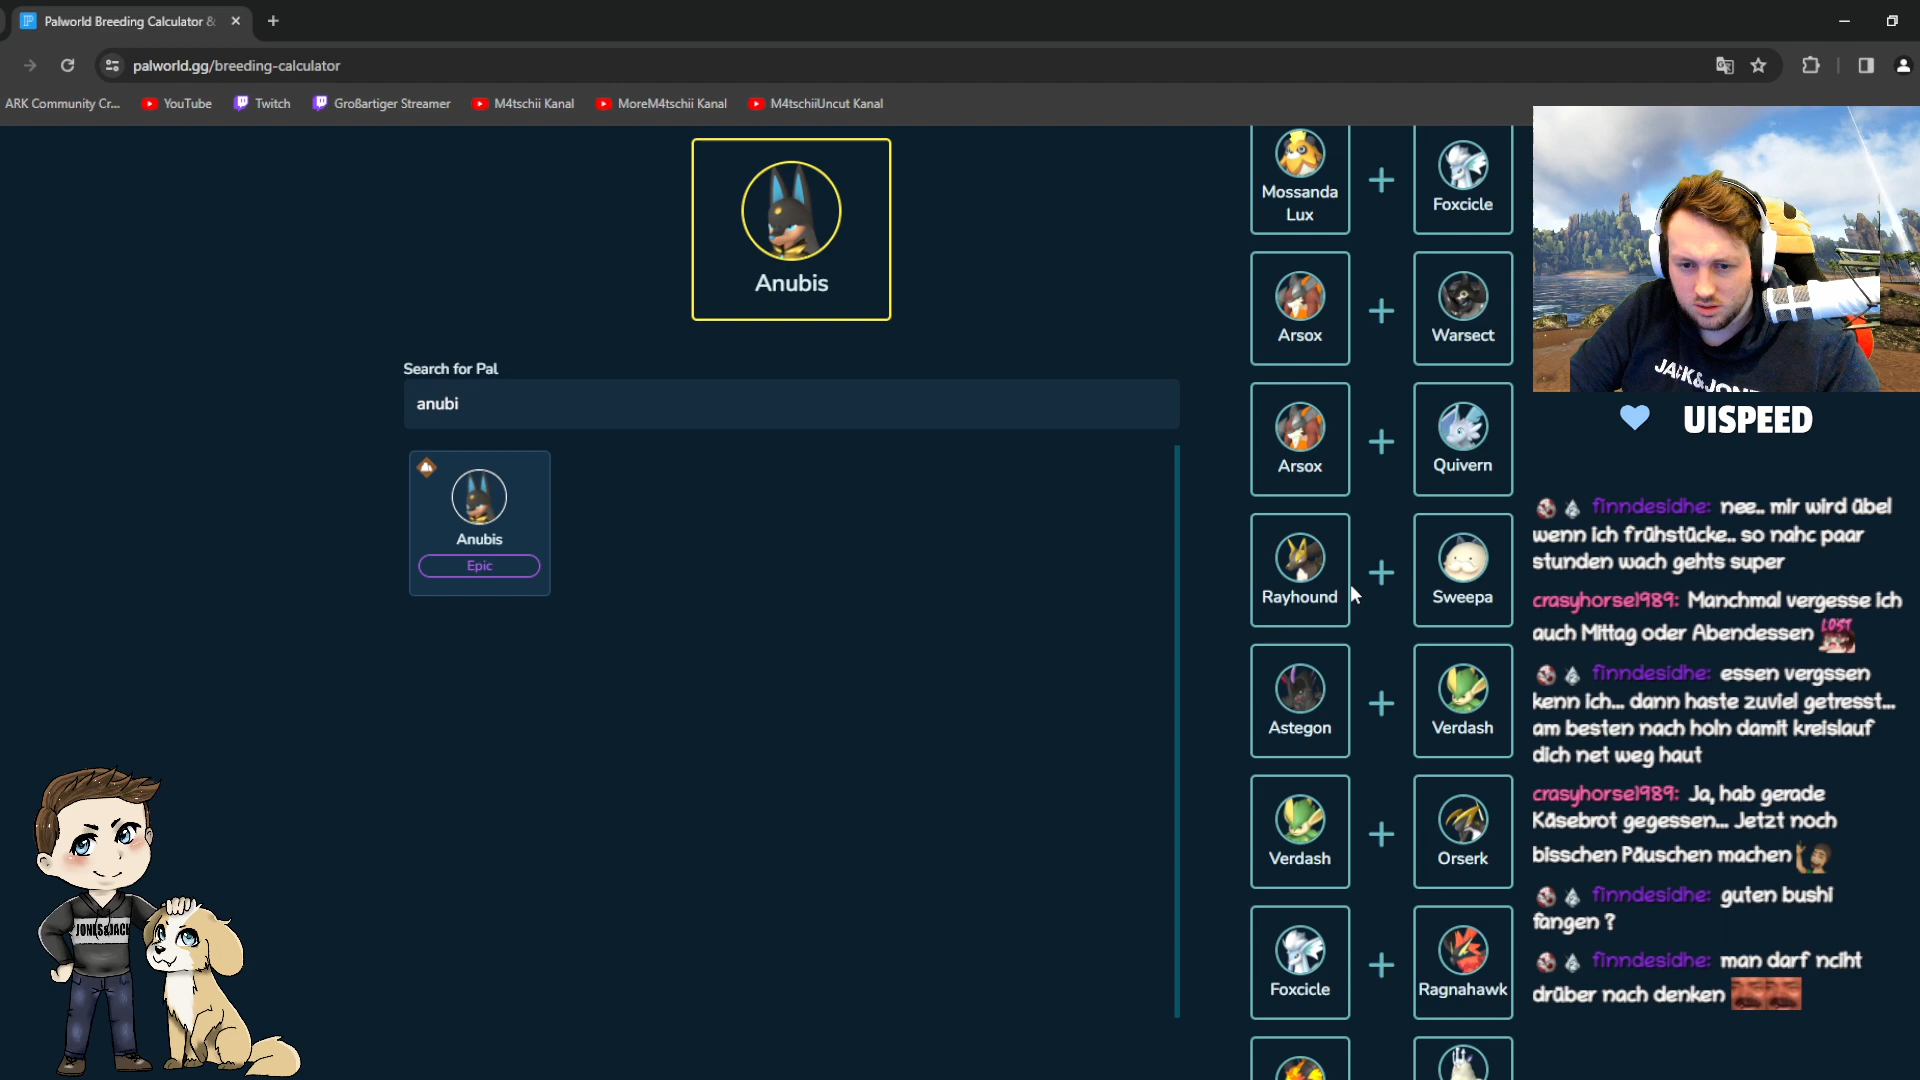 Palworld Breeding Calculator &
palworld.gg/breeding-calculator
ARK Community Cr...
YouTube
Twitch
Großartiger Streamer
M4tschii Kanal
MoreM4tschii Kanal
M4tschiiUncut Kanal
Anubis
Search for Pal
anubi
Anubis
Epic
Mossanda
Lux
+
Foxcicle
Arsox
+
Warsect
Arsox
+
Quivern
Rayhound
+
Sweepa
Astegon
+
Verdash
Verdash
+
Orserk
Foxcicle
+
Ragnahawk
JACK&JON
UISPEED
finndesidhe: nee.. mir wird übel
wenn ich frühstücke.. so nahc paar
stunden wach gehts super
crasyhorse1989: Manchmal vergesse ich
auch Mittag oder Abendessen LOST
finndesidhe: essen vergssen
kenn ich... dann haste zuviel getresst...
am besten nach holn damit kreislauf
dich net weg haut
crasyhorse1989: Ja, hab gerade
Käsebrot gegessen... Jetzt noch
bisschen Päuschen machen
finndesidhe: guten bushi
fangen ?
finndesidhe: man darf nciht
drüber nach denken
JONES&JACK